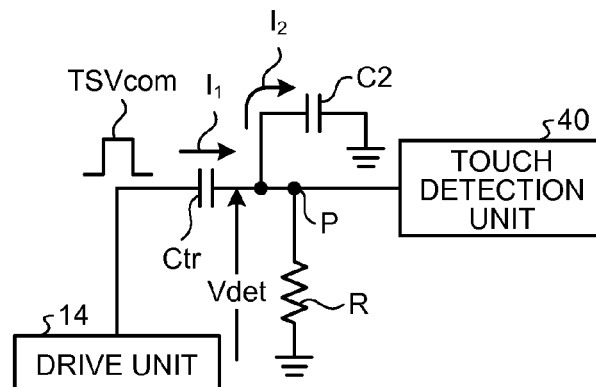 I₂
TSVcom
I₁
C2
40
TOUCH
DETECTION
UNIT
P
Ctr
Vdet
R
14
DRIVE UNIT